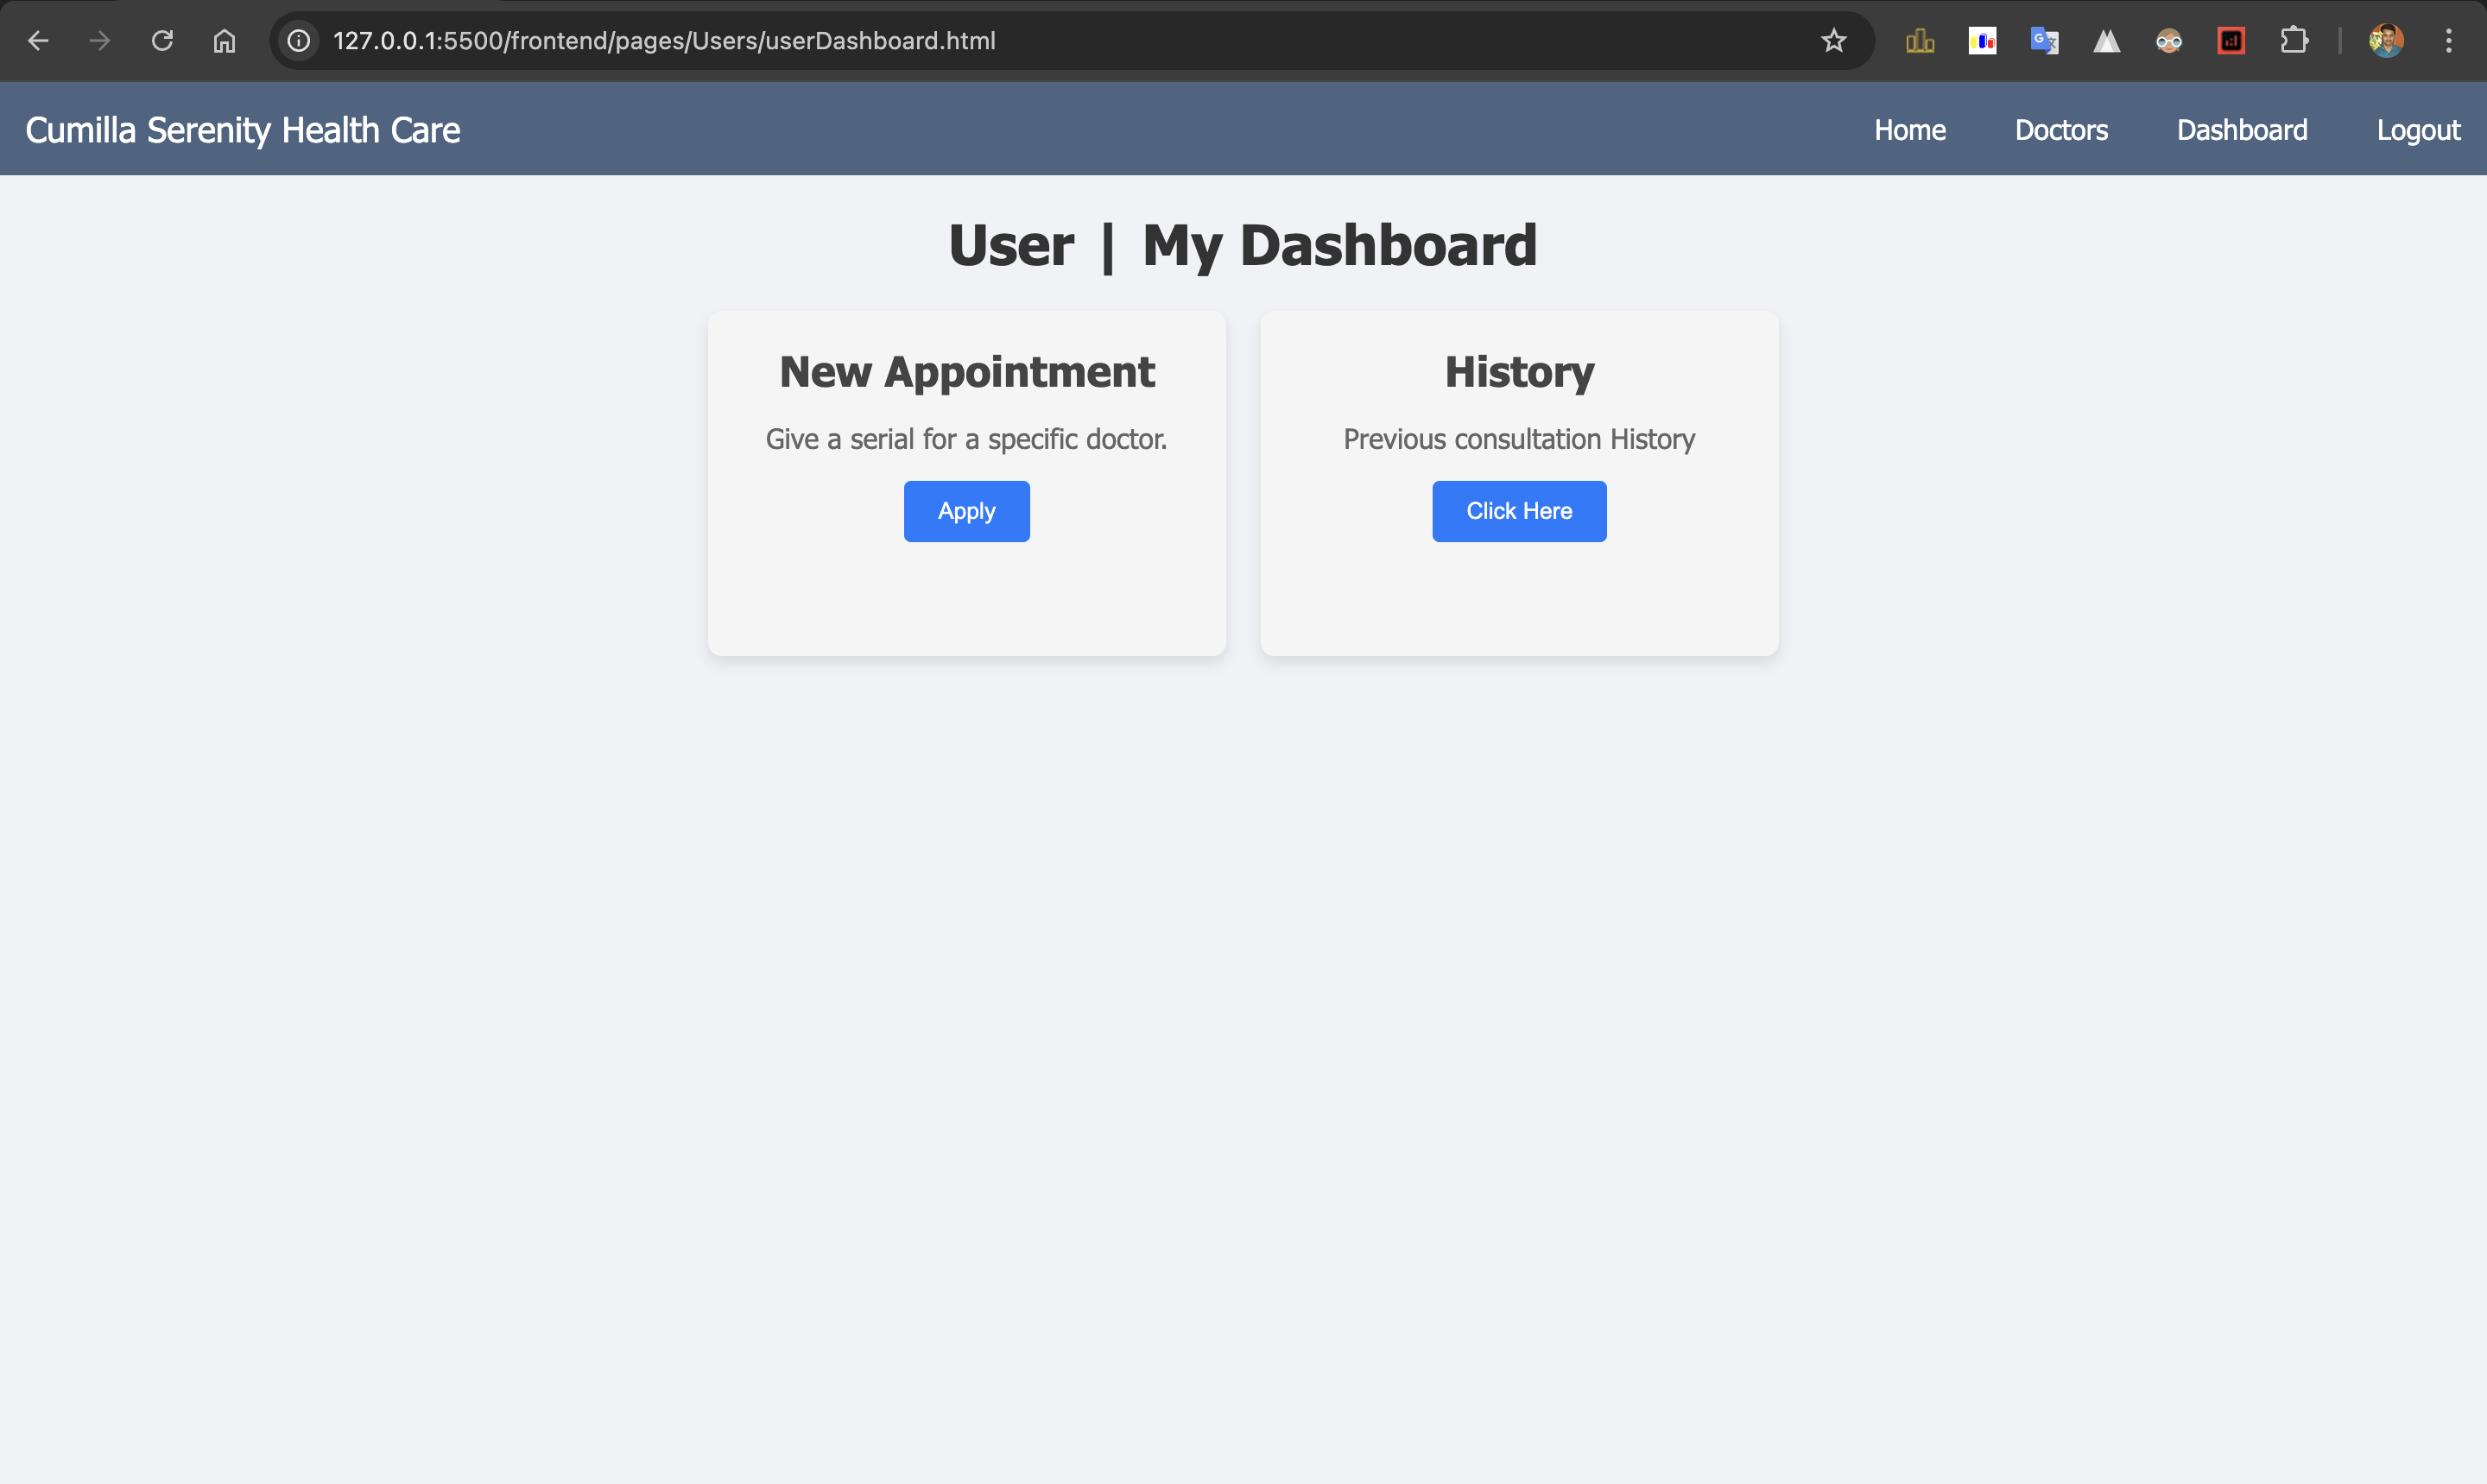 127.0.0.1:5500/frontend/pages/Users/userDashboard.html
Cumilla Serenity Health Care
Home Doctors Dashboard Logout
User | My Dashboard
New Appointment
Give a serial for a specific doctor.
Apply
History
Previous consultation History
Click Here